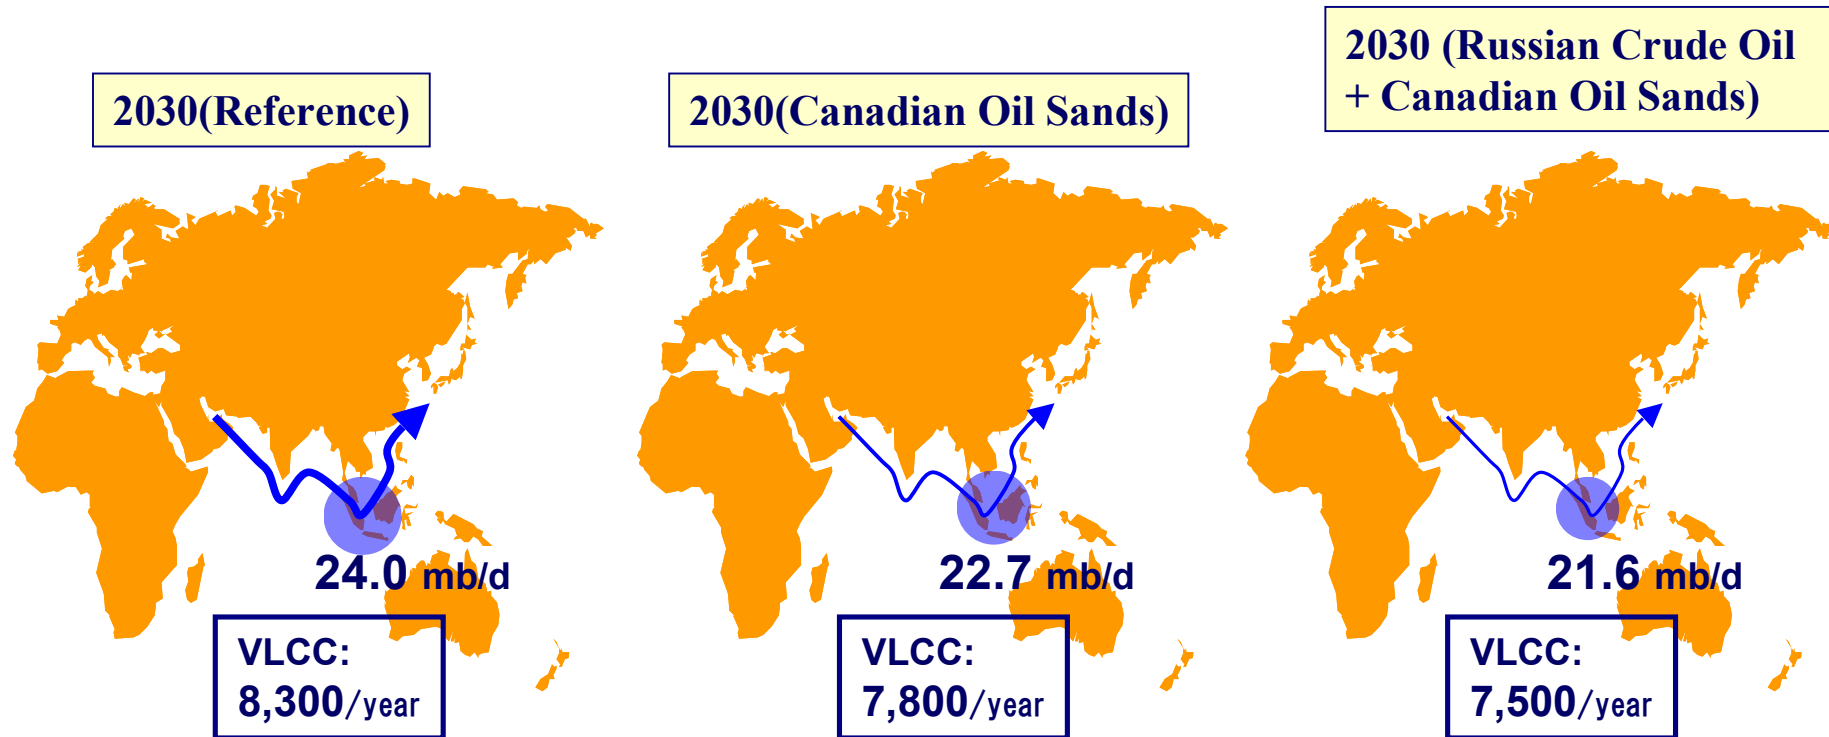 2030(Reference)
24.0 mb/d
VLCC:
8,300/year
2030(Canadian Oil Sands)
22.7 mb/d
VLCC:
7,800/year
2030 (Russian Crude Oil
+ Canadian Oil Sands)
21.6 mb/d
VLCC:
7,500/year